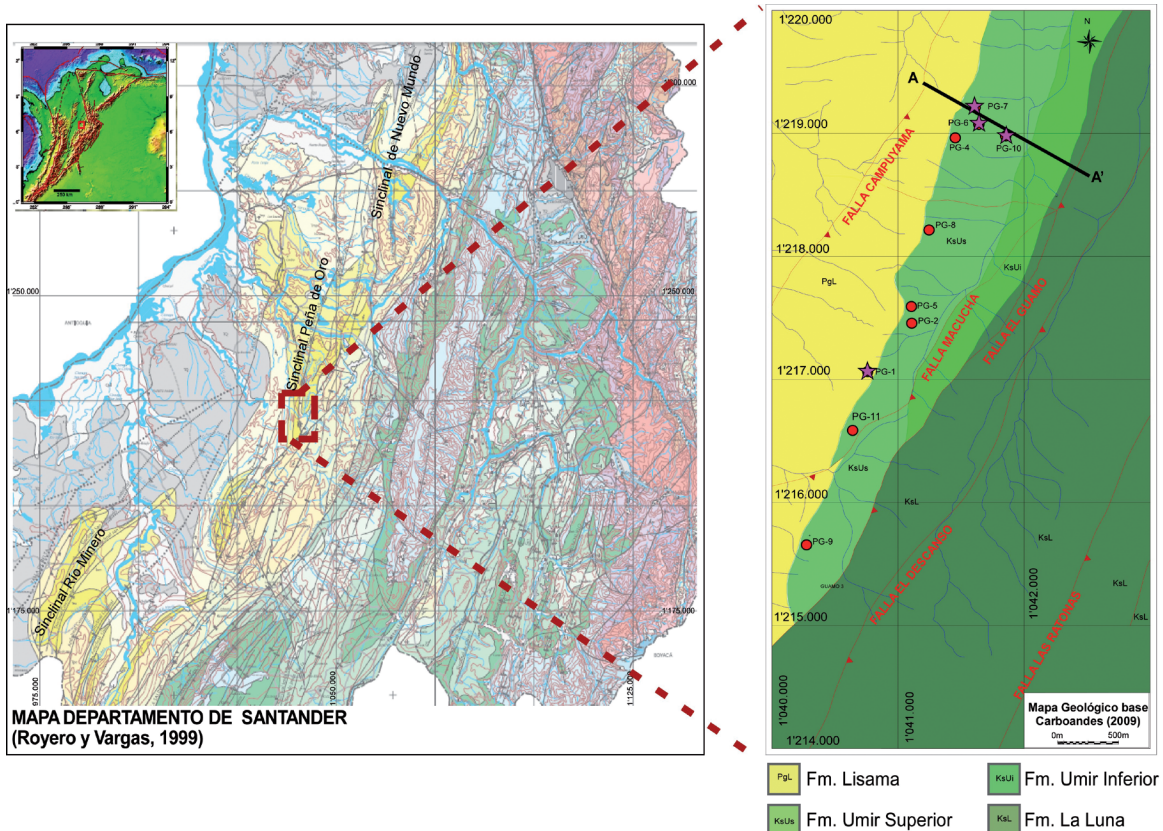 Sinclinal de Nuevo Mundo
Sinclinal Peña de Oro
Sinclinal Río Minero
1'250.000
1'250.000
1'175.000
1'175.000
975.000
1'050.000
1'125.000
ANTIOQUIA
BOYACÁ
MAPA DEPARTAMENTO DE SANTANDER
(Royero y Vargas, 1999)
1'220.000
N
A
PG-7
PG-6
1'219.000
PG-4
PG-10
A'
FALLA CAMPUYAMA
PG-8
KsUs
1'218.000
KsUi
PgL
PG-5
PG-2
FALLA MACUCHA
FALLA EL GUAMO
1'217.000
PG-1
PG-11
KsUs
1'216.000
KsL
KsL
PG-9
FALLA EL DESCANSO
GUAMO 3
KsL
1'042.000
1'215.000
KsL
FALLA LAS RATONAS
1'040.000
1'041.000
1'214.000
Mapa Geológico base
Carboandes (2009)
0m 500m
PgL Fm. Lisama
KsUi Fm. Umir Inferior
KsUs Fm. Umir Superior
KsL Fm. La Luna